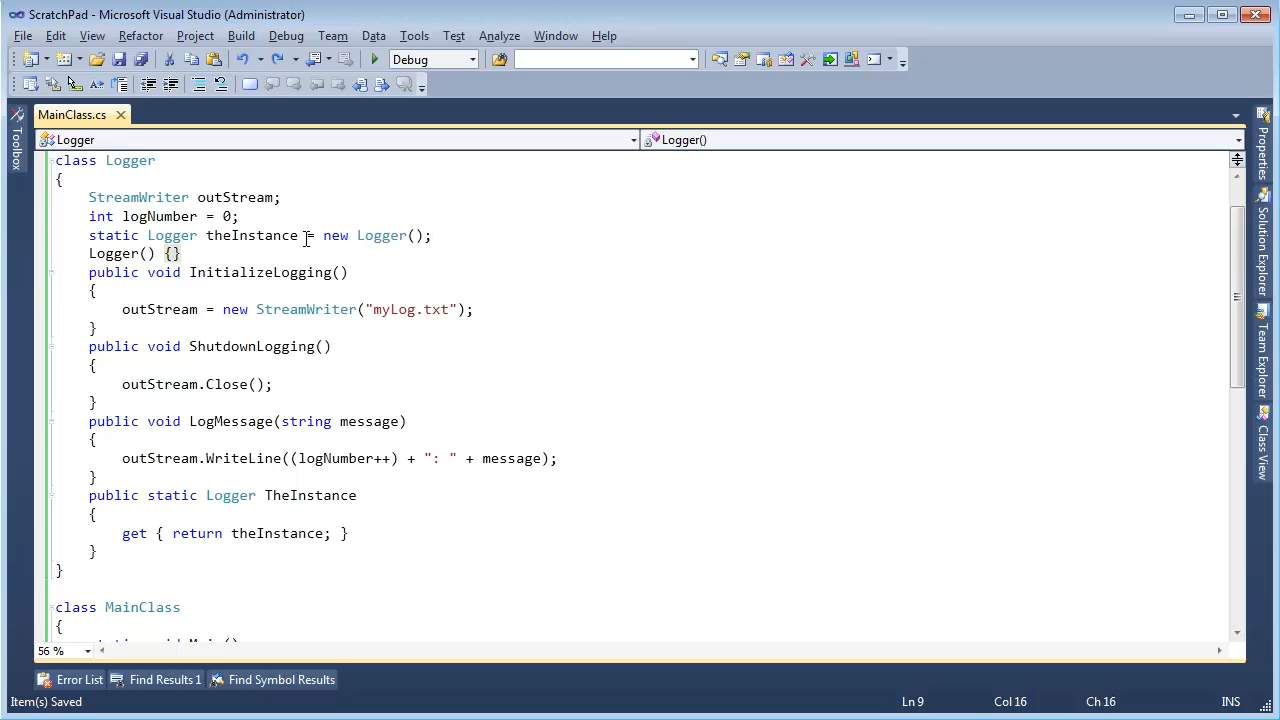 ScratchPad - Microsoft Visual Studio (Administrator)
File Edit View Refactor Project Build Debug Team Data Tools Test Analyze Window Help
Debug
MainClass.cs
Logger Logger()
class Logger
{
StreamWriter outStream;
int logNumber = 0;
static Logger theInstance = new Logger();
Logger() {}
public void InitializeLogging()
{
outStream = new StreamWriter("myLog.txt");
}
public void ShutdownLogging()
{
outStream.Close();
}
public void LogMessage(string message)
{
outStream.WriteLine((logNumber++) + ": " + message);
}
public static Logger TheInstance
{
get { return theInstance; }
}
}
class MainClass
{
static void Main()
56 %
Toolbox
Properties
Solution Explorer
Team Explorer
Class View
Error List Find Results 1 Find Symbol Results
Item(s) Saved Ln 9 Col 16 Ch 16 INS